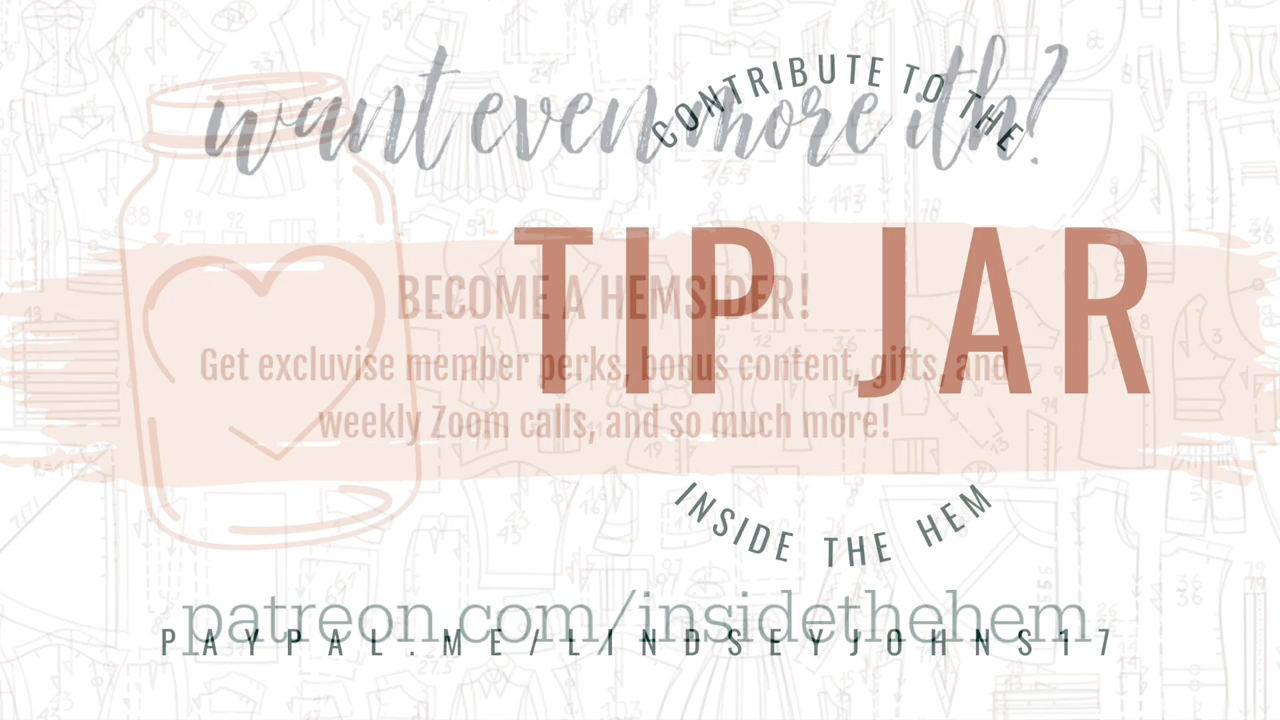 want even more ith?
CONTRIBUTE TO THE
TIP JAR
BECOME A HEMSIDER!
Get excluvise member perks, bonus content, gifts, and
weekly Zoom calls, and so much more!
INSIDE THE HEM
patreon.com/insidethehem
PAYPAL.ME/LINDSEYJOHNS17